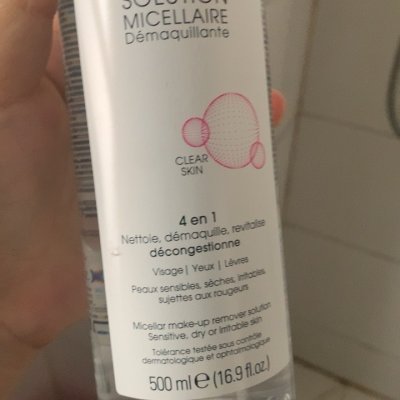 SOLUTION
MICELLAIRE
Démaquillante
CLEAR
SKIN
4 en 1
Nettoie, démaquille, revitalise
décongestionne
Visage | Yeux | Lèvres
Peaux sensibles, sèches, irritables,
sujettes aux rougeurs
Micellar make-up remover solution
Sensitive, dry or irritable skin
Tolérance testée sous contrôle
dermatologique et ophtalmologique
500 ml ℮ (16.9 fl.oz.)